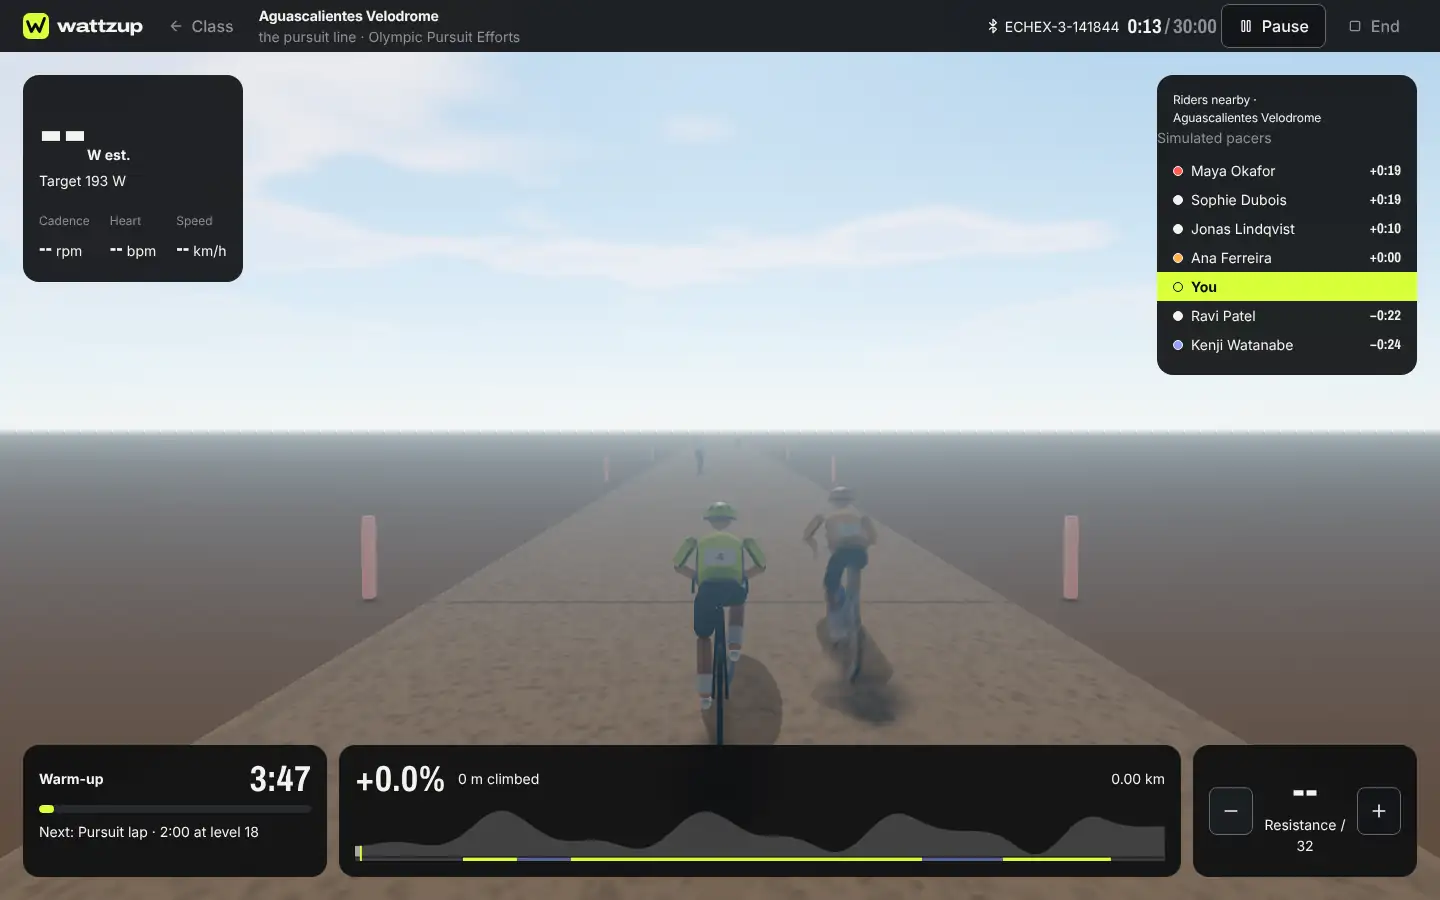 wattzup
← Class
Aguascalientes Velodrome
the pursuit line · Olympic Pursuit Efforts
ECHEX-3-141844
0:13 / 30:00
Pause
End
--
W est.
Target 193 W
Cadence Heart Speed
-- rpm -- bpm -- km/h
Riders nearby ·
Aguascalientes Velodrome
Simulated pacers
Maya Okafor +0:19
Sophie Dubois +0:19
Jonas Lindqvist +0:10
Ana Ferreira +0:00
You
Ravi Patel −0:22
Kenji Watanabe −0:24
Warm-up 3:47
Next: Pursuit lap · 2:00 at level 18
+0.0% 0 m climbed 0.00 km
− -- +
Resistance /
32